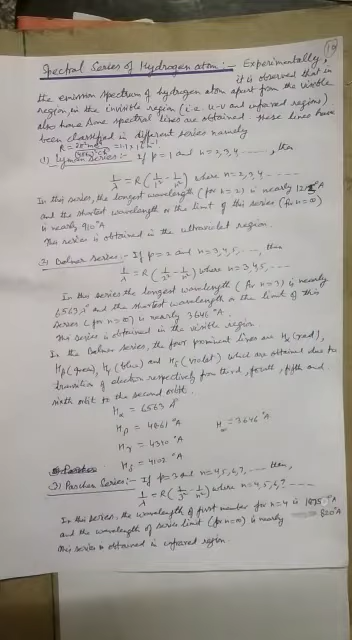 (19)
Spectral Series of Hydrogen atom :- Experimentally,
it is observed that in
the emission spectrum of hydrogen atom apart from the visible
region, in the invisible region (i.e. u-v and infrared regions)
also some spectral lines are obtained. These lines have
been classified in different series namely
1) Lyman Series :- If p=1 and n=2,3,4 ......, then
1/λ = R(1/1² - 1/n²) where n=2,3,4 ......
In this series, the longest wavelength (for n=2) is nearly 1212 °A
and the shortest wavelength or the limit of this series (for n=∞)
is nearly 910°A
This series is obtained in the ultraviolet region.
2) Balmer series :- If p=2 and n=3,4,5, ...., then
1/λ = R(1/2² - 1/n²) where n=3,4,5, ....
In this series the longest wavelength (for n=3) is nearly
6563 A° and the shortest wavelength or the limit of this
series (for n=∞) is nearly 3646 °A.
This series is obtained in the visible region
In the Balmer series, the four prominent lines are Hα (red),
Hβ (green), Hγ (blue) and Hδ (violet) which are obtained due to
transition of electron respectively from third, fourth, fifth and
sixth orbit to the second orbit.
Hα = 6563 A°
Hβ = 4861 °A H∞ = 3646 °A
Hγ = 4340 °A
Hδ = 4102 °A
3) Paschen Series:- If p=3 and n=4,5,6,7, .... then,
1/λ = R(1/3² - 1/n²) where n=4,5,6,7 ....
In this series, the wavelength of first member for n=4 is °A
and the wavelength of series limit (for n=∞) is nearly 820°A
This series is obtained in infrared region.